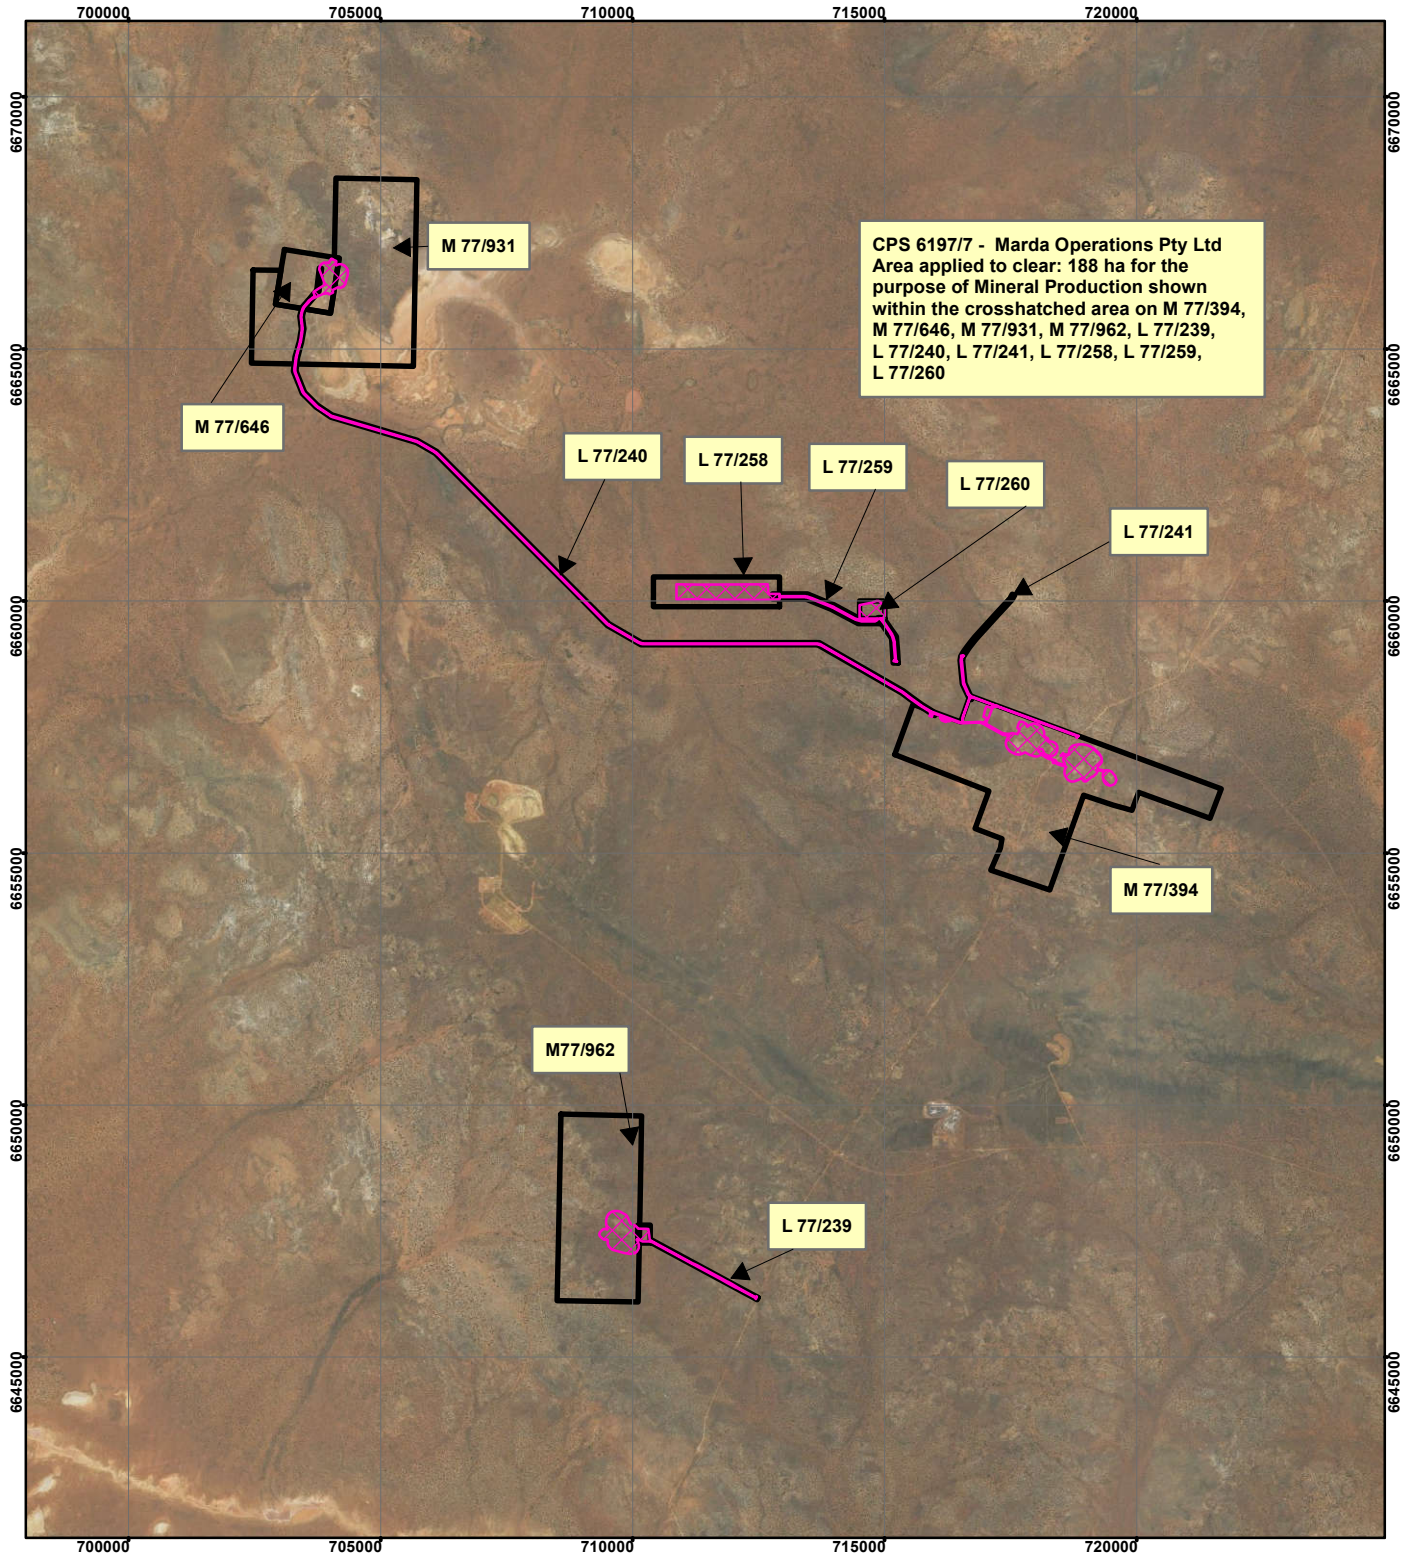 700000
705000
710000
715000
720000
6670000
6670000
M 77/931
CPS 6197/7 - Marda Operations Pty Ltd
Area applied to clear: 188 ha for the
purpose of Mineral Production shown
within the crosshatched area on M 77/394,
M 77/646, M 77/931, M 77/962, L 77/239,
L 77/240, L 77/241, L 77/258, L 77/259,
L 77/260
6665000
6665000
M 77/646
L 77/240
L 77/258
L 77/259
L 77/260
L 77/241
6660000
6660000
6655000
6655000
M 77/394
M77/962
6650000
6650000
L 77/239
6645000
6645000
700000
705000
710000
715000
720000